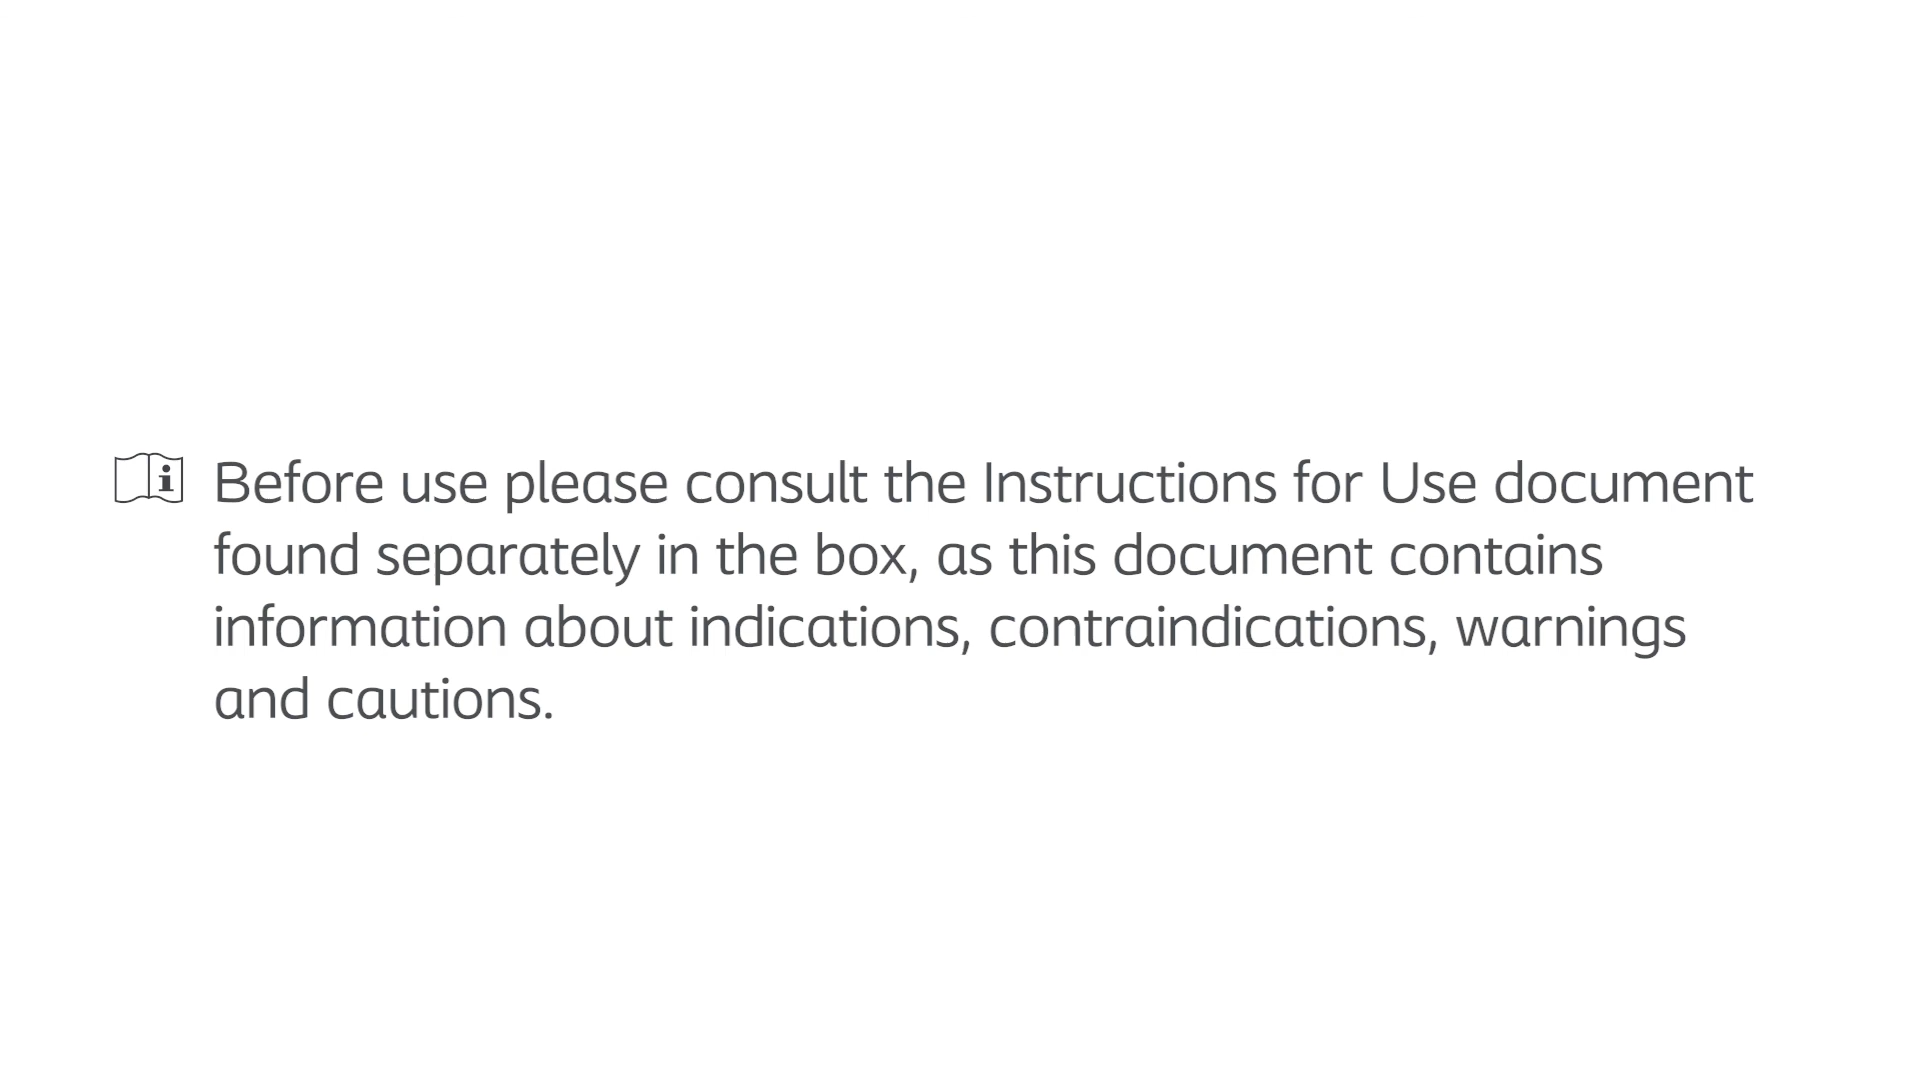 Before use please consult the Instructions for Use document
found separately in the box, as this document contains
information about indications, contraindications, warnings
and cautions.